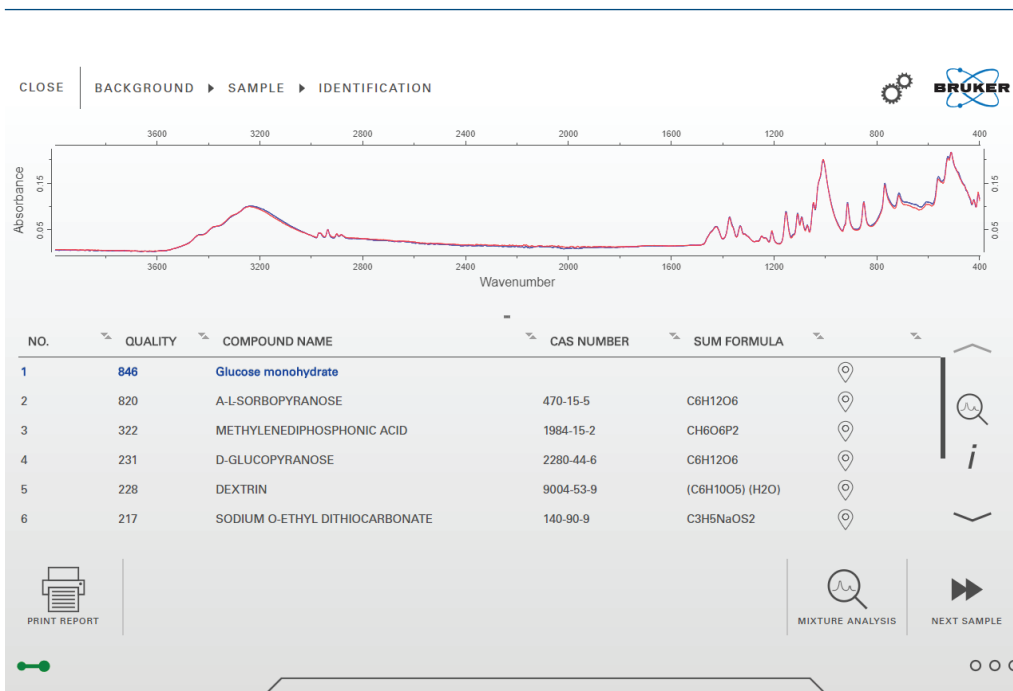 CLOSE BACKGROUND SAMPLE IDENTIFICATION BRUKER
3600 3200 2800 2400 2000 1600 1200 800 400
Absorbance
0.15
0.05
0.15
0.05
3600 3200 2800 2400 2000 1600 1200 800 400
Wavenumber
NO. QUALITY COMPOUND NAME CAS NUMBER SUM FORMULA
1 846 Glucose monohydrate
2 820 A-L-SORBOPYRANOSE 470-15-5 C6H12O6
3 322 METHYLENEDIPHOSPHONIC ACID 1984-15-2 CH6O6P2
4 231 D-GLUCOPYRANOSE 2280-44-6 C6H12O6
5 228 DEXTRIN 9004-53-9 (C6H10O5) (H2O)
6 217 SODIUM O-ETHYL DITHIOCARBONATE 140-90-9 C3H5NaOS2
i
PRINT REPORT MIXTURE ANALYSIS NEXT SAMPLE